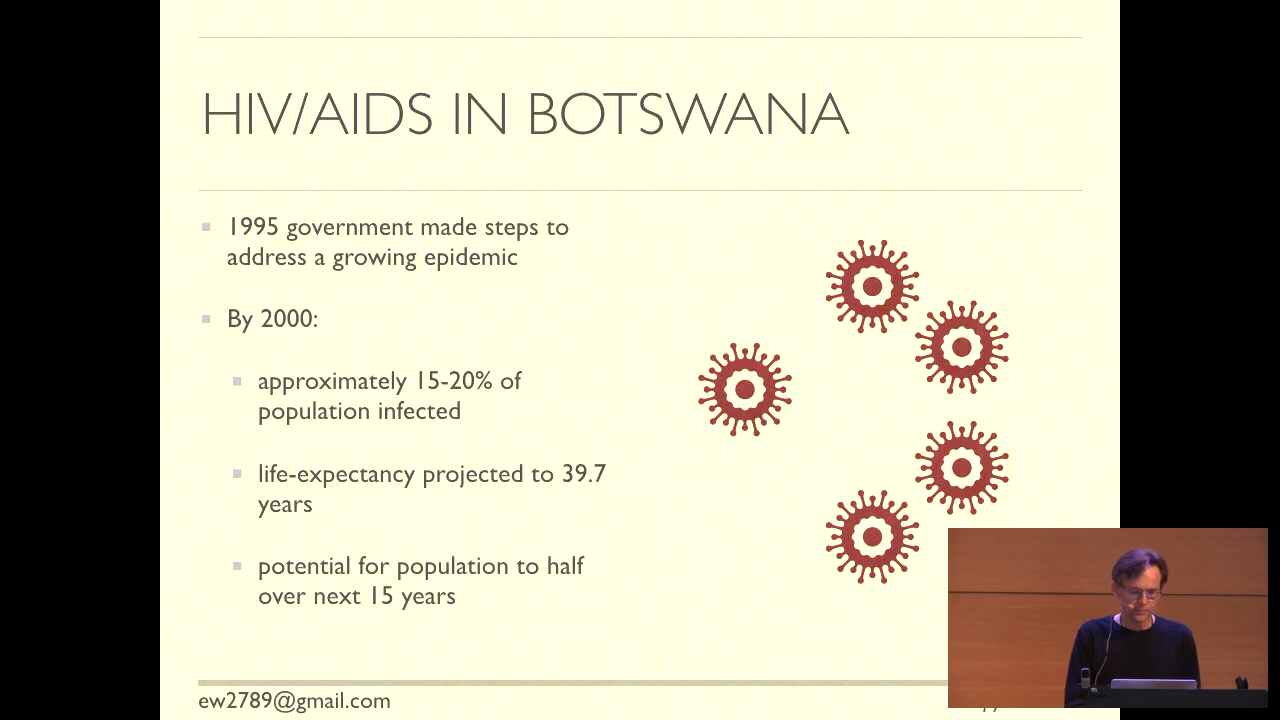 HIV/AIDS IN BOTSWANA
1995 government made steps to
address a growing epidemic
By 2000:
approximately 15-20% of
population infected
life-expectancy projected to 39.7
years
potential for population to half
over next 15 years
ew2789@gmail.com